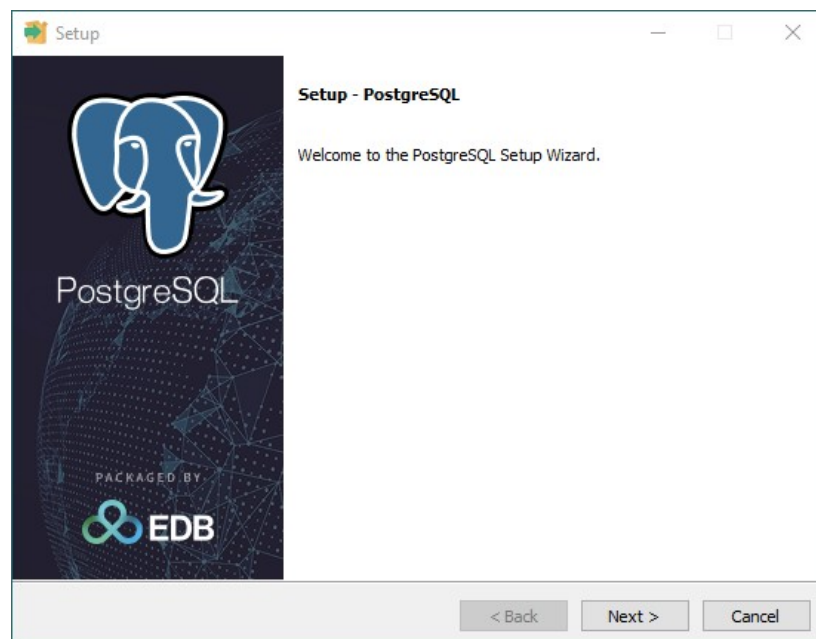 Setup
Setup - PostgreSQL
Welcome to the PostgreSQL Setup Wizard.
PostgreSQL
PACKAGED BY
EDB
< Back
Next >
Cancel